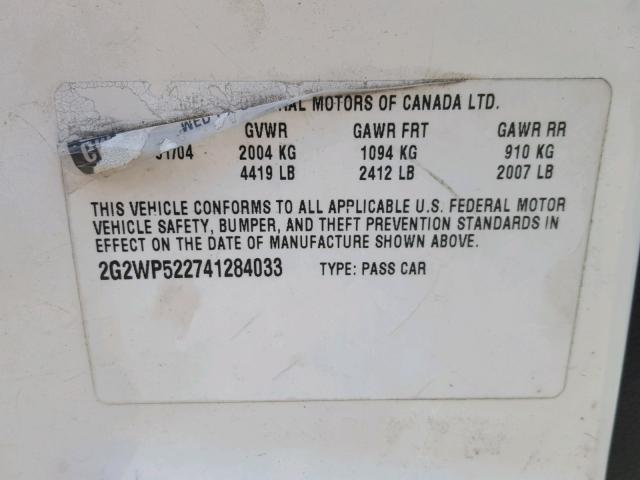 MOTORS OF CANADA LTD.
GVWR GAWR FRT GAWR RR
01/04 2004 KG 1094 KG 910 KG
4419 LB 2412 LB 2007 LB
THIS VEHICLE CONFORMS TO ALL APPLICABLE U.S. FEDERAL MOTOR
VEHICLE SAFETY, BUMPER, AND THEFT PREVENTION STANDARDS IN
EFFECT ON THE DATE OF MANUFACTURE SHOWN ABOVE.
2G2WP522741284033 TYPE: PASS CAR